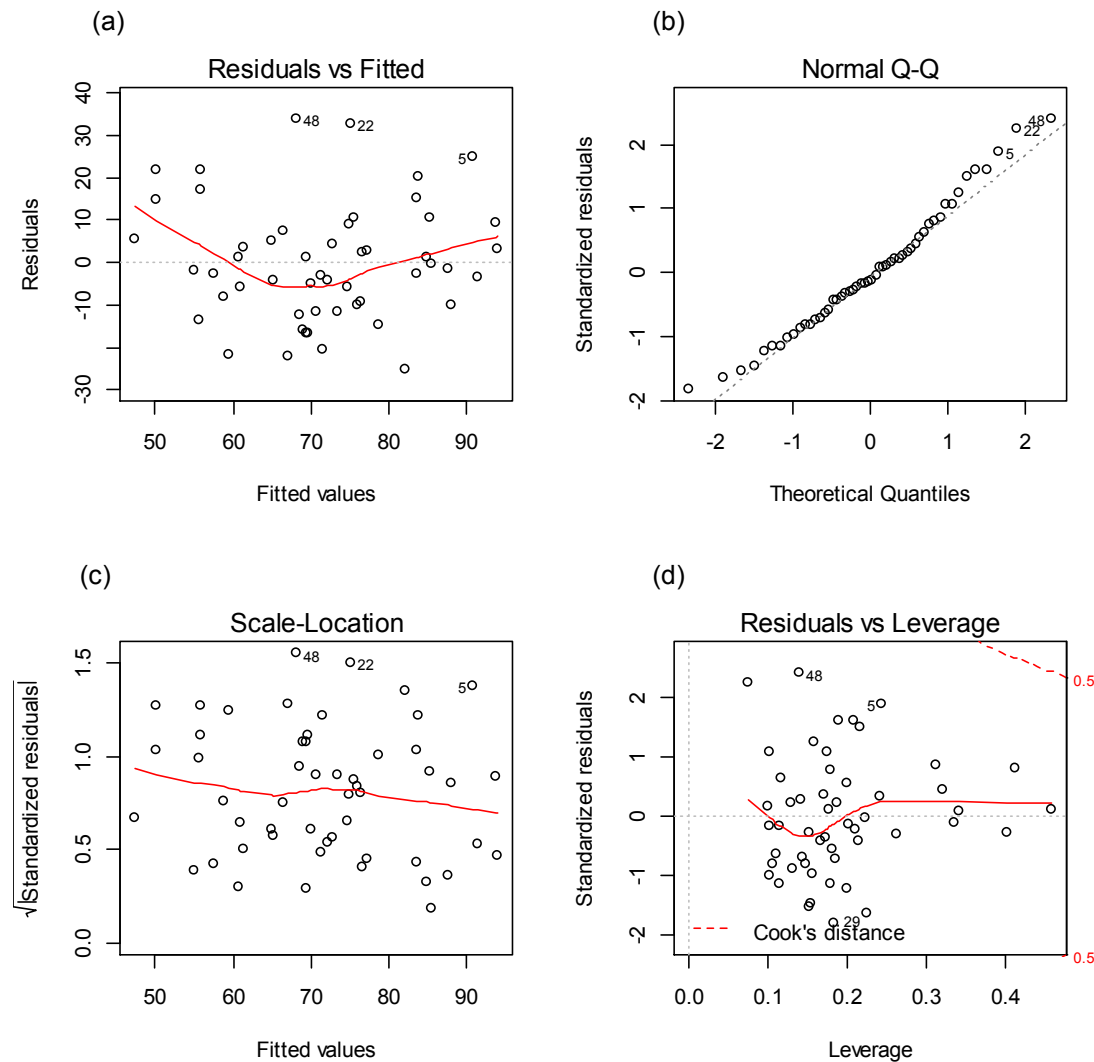 (a)
Residuals vs Fitted
Residuals
40
30
20
10
0
-10
-30
48
22
5
50 60 70 80 90
Fitted values
(b)
Normal Q-Q
Standardized residuals
2
1
0
-1
-2
48
22
5
-2 -1 0 1 2
Theoretical Quantiles
(c)
Scale-Location
√|Standardized residuals|
1.5
1.0
0.5
0.0
48
22
5
50 60 70 80 90
Fitted values
(d)
Residuals vs Leverage
Standardized residuals
2
1
0
-1
-2
48
5
29
0.5
0.5
Cook's distance
0.0 0.1 0.2 0.3 0.4
Leverage